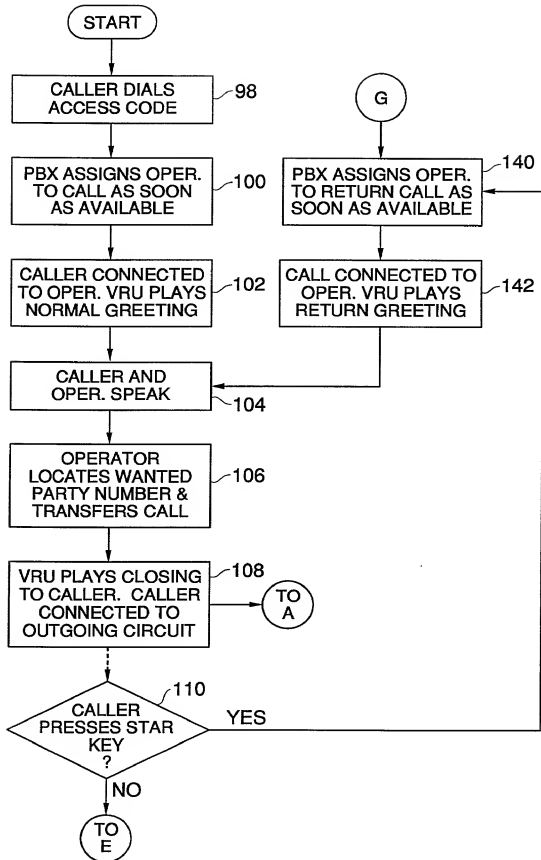 START
CALLER DIALS
ACCESS CODE
98
PBX ASSIGNS OPER.
TO CALL AS SOON
AS AVAILABLE
100
CALLER CONNECTED
TO OPER. VRU PLAYS
NORMAL GREETING
102
G
PBX ASSIGNS OPER.
TO RETURN CALL AS
SOON AS AVAILABLE
140
CALL CONNECTED TO
OPER. VRU PLAYS
RETURN GREETING
142
CALLER AND
OPER. SPEAK
104
OPERATOR
LOCATES WANTED
PARTY NUMBER &
TRANSFERS CALL
106
VRU PLAYS CLOSING
TO CALLER. CALLER
CONNECTED TO
OUTGOING CIRCUIT
108
TO
A
CALLER
PRESSES STAR
KEY
?
110
YES
NO
TO
E